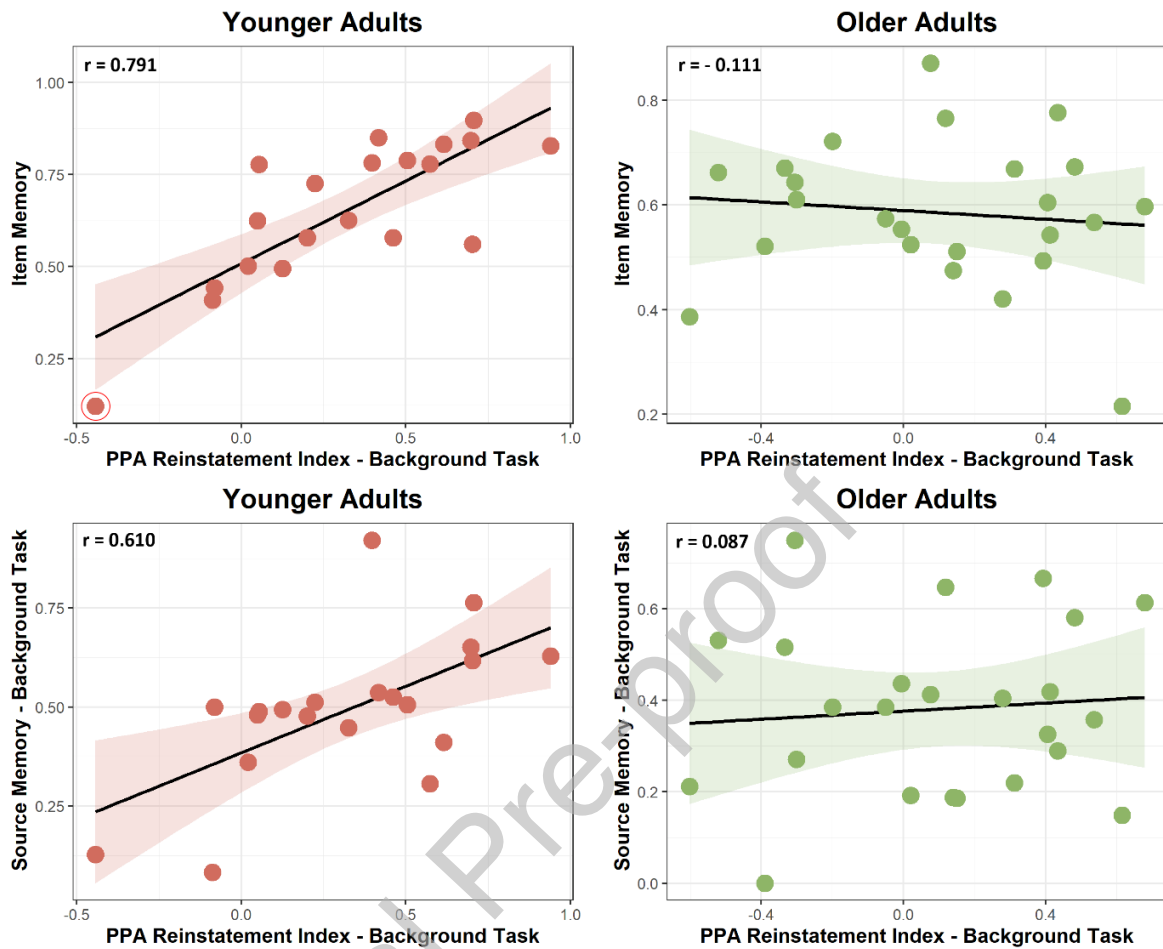 Younger Adults
r = 0.791
Item Memory
1.00
0.75
0.50
0.25
-0.5
0.0
0.5
1.0
PPA Reinstatement Index - Background Task
Older Adults
r = - 0.111
Item Memory
0.8
0.6
0.4
0.2
-0.4
0.0
0.4
PPA Reinstatement Index - Background Task
Younger Adults
r = 0.610
Source Memory - Background Task
0.75
0.50
0.25
-0.5
0.0
0.5
1.0
PPA Reinstatement Index - Background Task
Older Adults
r = 0.087
Source Memory - Background Task
0.6
0.4
0.2
0.0
-0.4
0.0
0.4
PPA Reinstatement Index - Background Task
Pre-proof